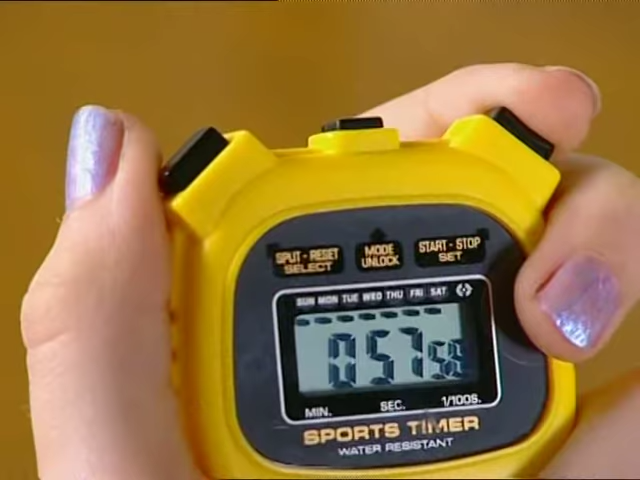 SPLIT - RESET MODE START - STOP
SELECT UNLOCK SET
SUN MON TUE WED THU FRI SAT
0 57
MIN. SEC. 1/100S.
SPORTS TIMER
WATER RESISTANT